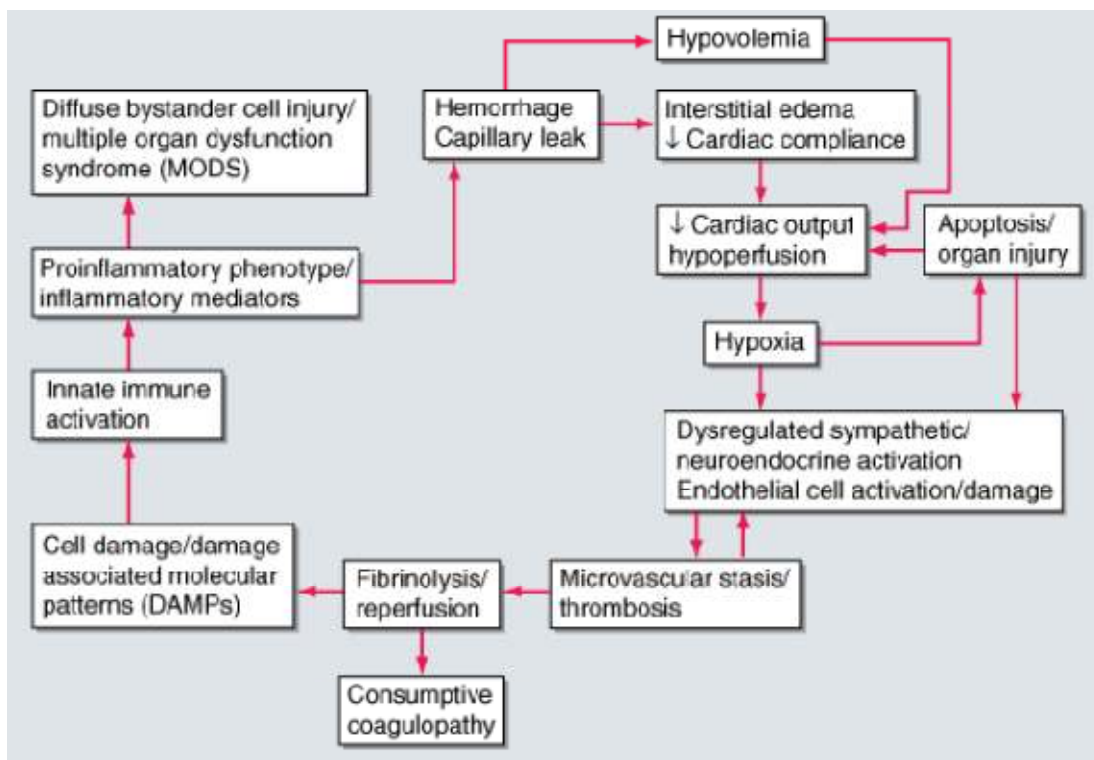 Hypovolemia
Diffuse bystander cell injury/
multiple organ dysfunction
syndrome (MODS)
Hemorrhage
Capillary leak
Interstitial edema
↓ Cardiac compliance
↓ Cardiac output
hypoperfusion
Apoptosis/
organ injury
Proinflammatory phenotype/
inflammatory mediators
Hypoxia
Innate immune
activation
Dysregulated sympathetic/
neuroendocrine activation
Endothelial cell activation/damage
Cell damage/damage
associated molecular
patterns (DAMPs)
Fibrinolysis/
reperfusion
Microvascular stasis/
thrombosis
Consumptive
coagulopathy